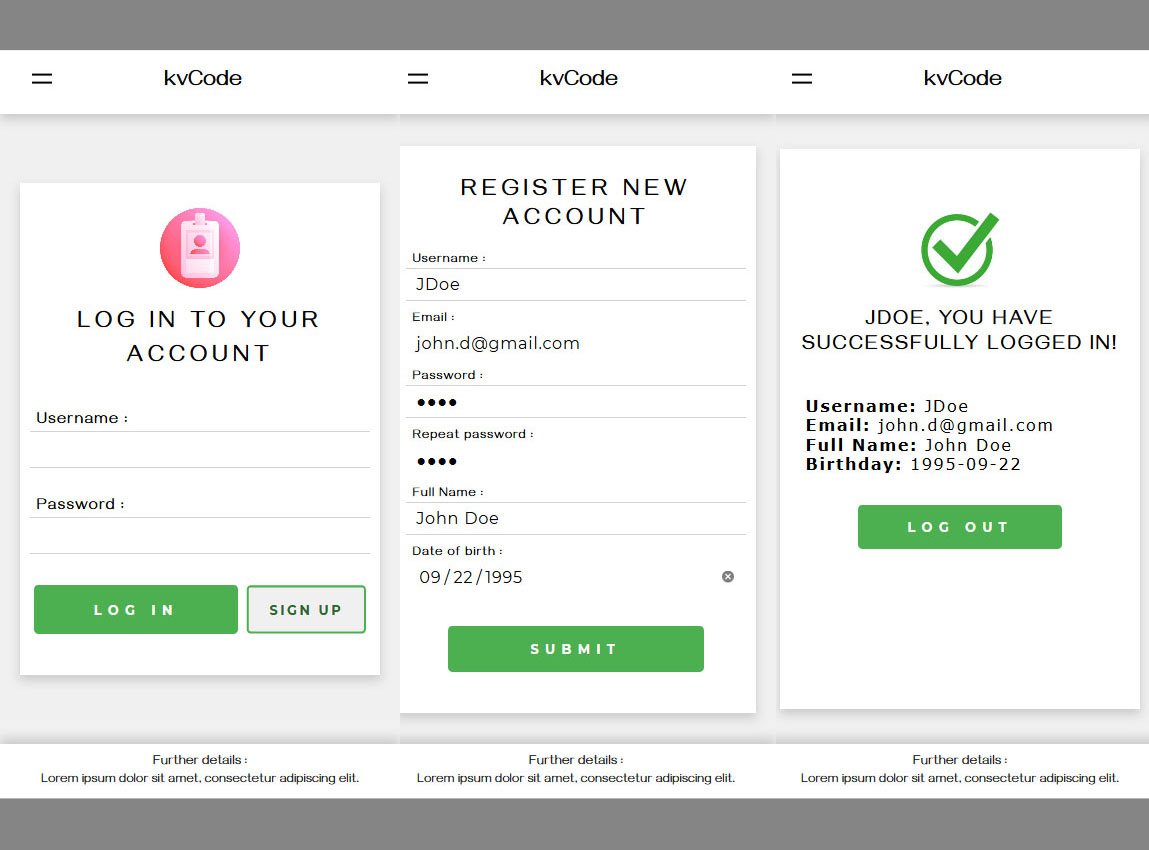 kvCode
LOG IN TO YOUR
ACCOUNT
Username :
Password :
LOG IN
SIGN UP
Further details :
Lorem ipsum dolor sit amet, consectetur adipiscing elit.
kvCode
REGISTER NEW
ACCOUNT
Username :
JDoe
Email :
john.d@gmail.com
Password :
••••
Repeat password :
••••
Full Name :
John Doe
Date of birth :
09/22/1995
SUBMIT
Further details :
Lorem ipsum dolor sit amet, consectetur adipiscing elit.
kvCode
JDOE, YOU HAVE
SUCCESSFULLY LOGGED IN!
Username: JDoe
Email: john.d@gmail.com
Full Name: John Doe
Birthday: 1995-09-22
LOG OUT
Further details :
Lorem ipsum dolor sit amet, consectetur adipiscing elit.